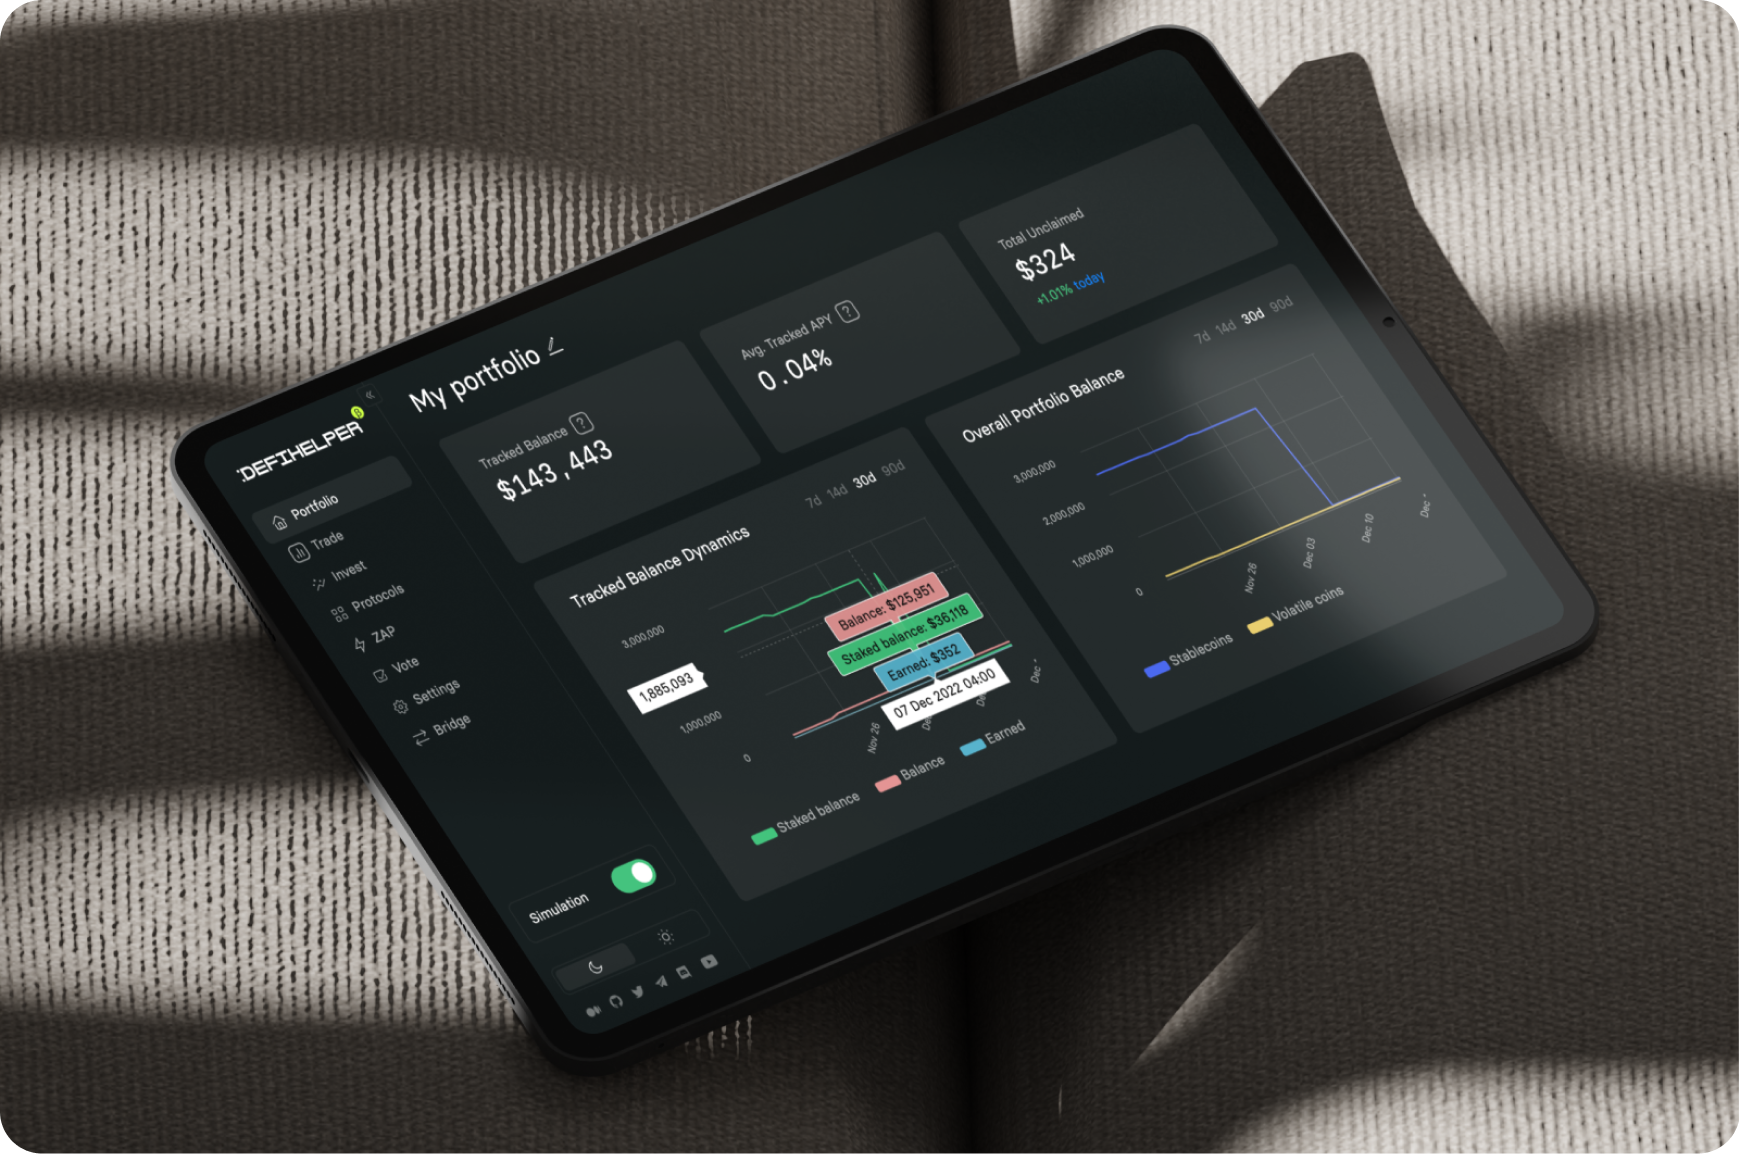 DEFIHELPER
β
«
Portfolio
Trade
Invest
Protocols
ZAP
Vote
Settings
Bridge
Simulation
My portfolio
Tracked Balance ?
$143,443
Avg. Tracked APY ?
0.04%
Total Unclaimed
$324
+1.01% today
Tracked Balance Dynamics
7d 14d 30d 90d
3,000,000
1,885,093
1,000,000
0
Balance: $125,951
Staked balance: $36,118
Earned: $352
07 Dec 2022 04:00
Nov 26
Dec
Staked balance
Balance
Earned
Overall Portfolio Balance
7d 14d 30d 90d
3,000,000
2,000,000
1,000,000
0
Nov 26
Dec 03
Dec 10
Dec
Stablecoins
Volatile coins